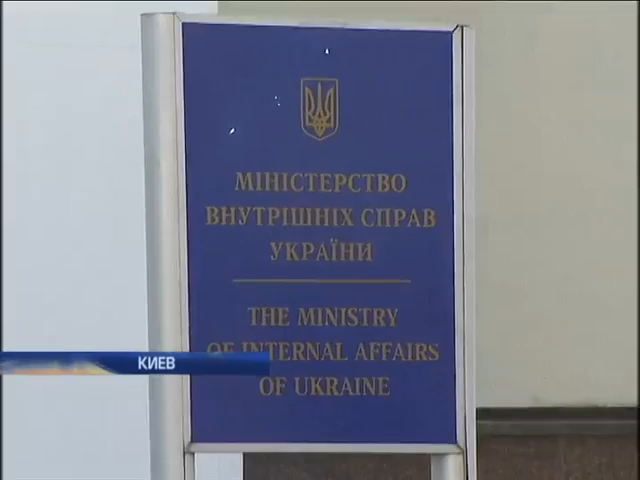 МІНІСТЕРСТВО
ВНУТРІШНІХ СПРАВ
УКРАЇНИ
THE MINISTRY
OF INTERNAL AFFAIRS
OF UKRAINE
КИЕВ